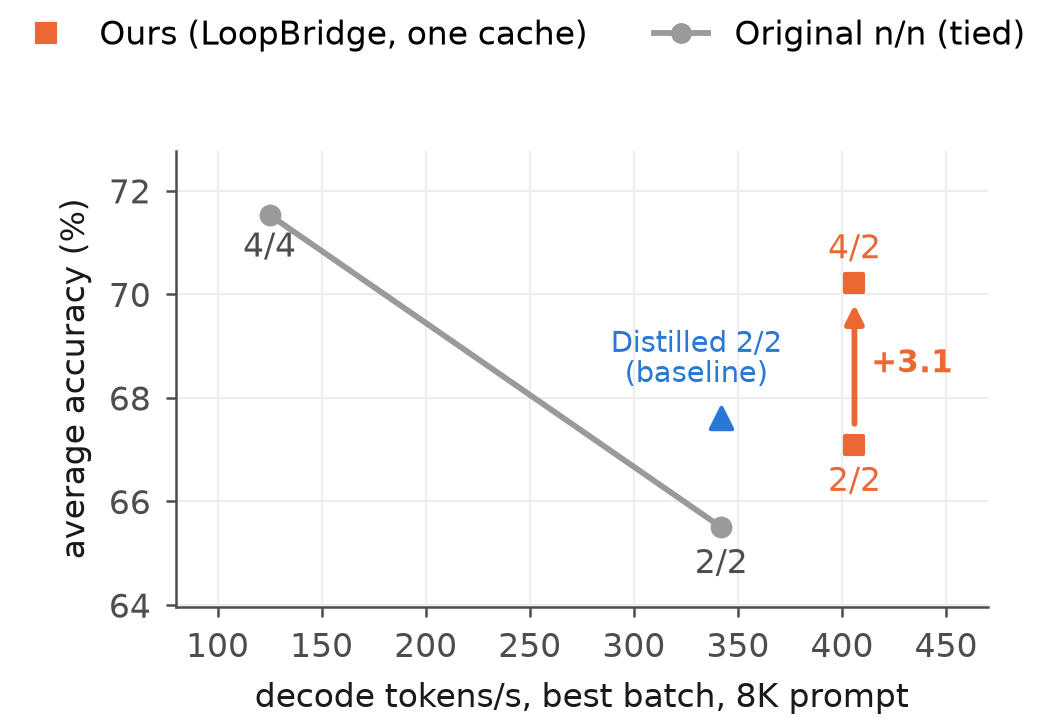 Ours (LoopBridge, one cache)
Original n/n (tied)
average accuracy (%)
72
70
68
66
64
4/4
2/2
Distilled 2/2
(baseline)
4/2
+3.1
2/2
100 150 200 250 300 350 400 450
decode tokens/s, best batch, 8K prompt